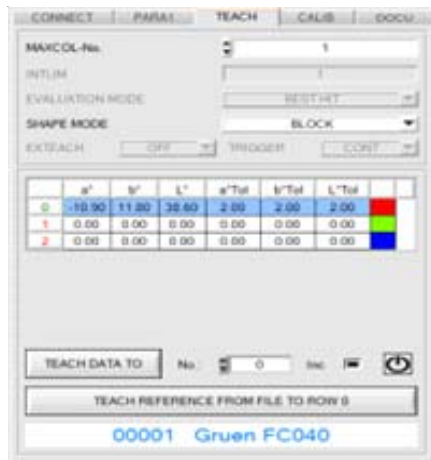 CONNECT PARA1 TEACH CALIB DOCU
MAXCOL-No. 1
INTLIM 1
EVALUATION MODE BEST HIT
SHAPE MODE BLOCK
EXTEACH OFF TRIGGER CONT
a* b* L* a*Tol b*Tol L*Tol
0 -10.90 11.80 38.60 2.00 2.00 2.00
1 0.00 0.00 0.00 0.00 0.00 0.00
2 0.00 0.00 0.00 0.00 0.00 0.00
TEACH DATA TO No.: 0 Inc.
TEACH REFERENCE FROM FILE TO ROW 0
00001 Gruen FC040